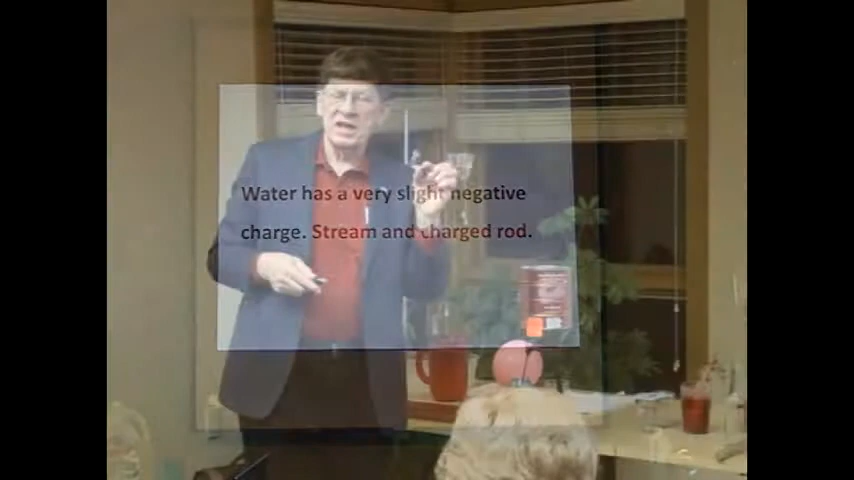 Water has a very slight negative
charge. Stream and charged rod.